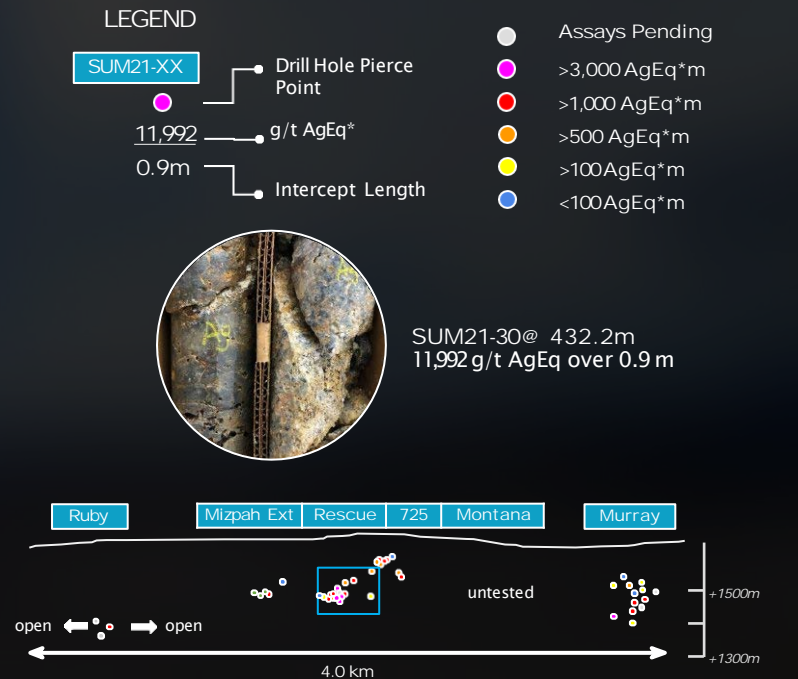 LEGEND
SUM21-XX
Drill Hole Pierce
Point
11,992
g/t AgEq*
0.9m
Intercept Length
Assays Pending
>3,000 AgEq*m
>1,000 AgEq*m
>500 AgEq*m
>100 AgEq*m
<100 AgEq*m
Ag
SUM21-30@ 432.2m
11,992 g/t AgEq over 0.9 m
Ruby
Mizpah Ext
Rescue
725
Montana
Murray
untested
+1500m
open
open
+1300m
4.0 km